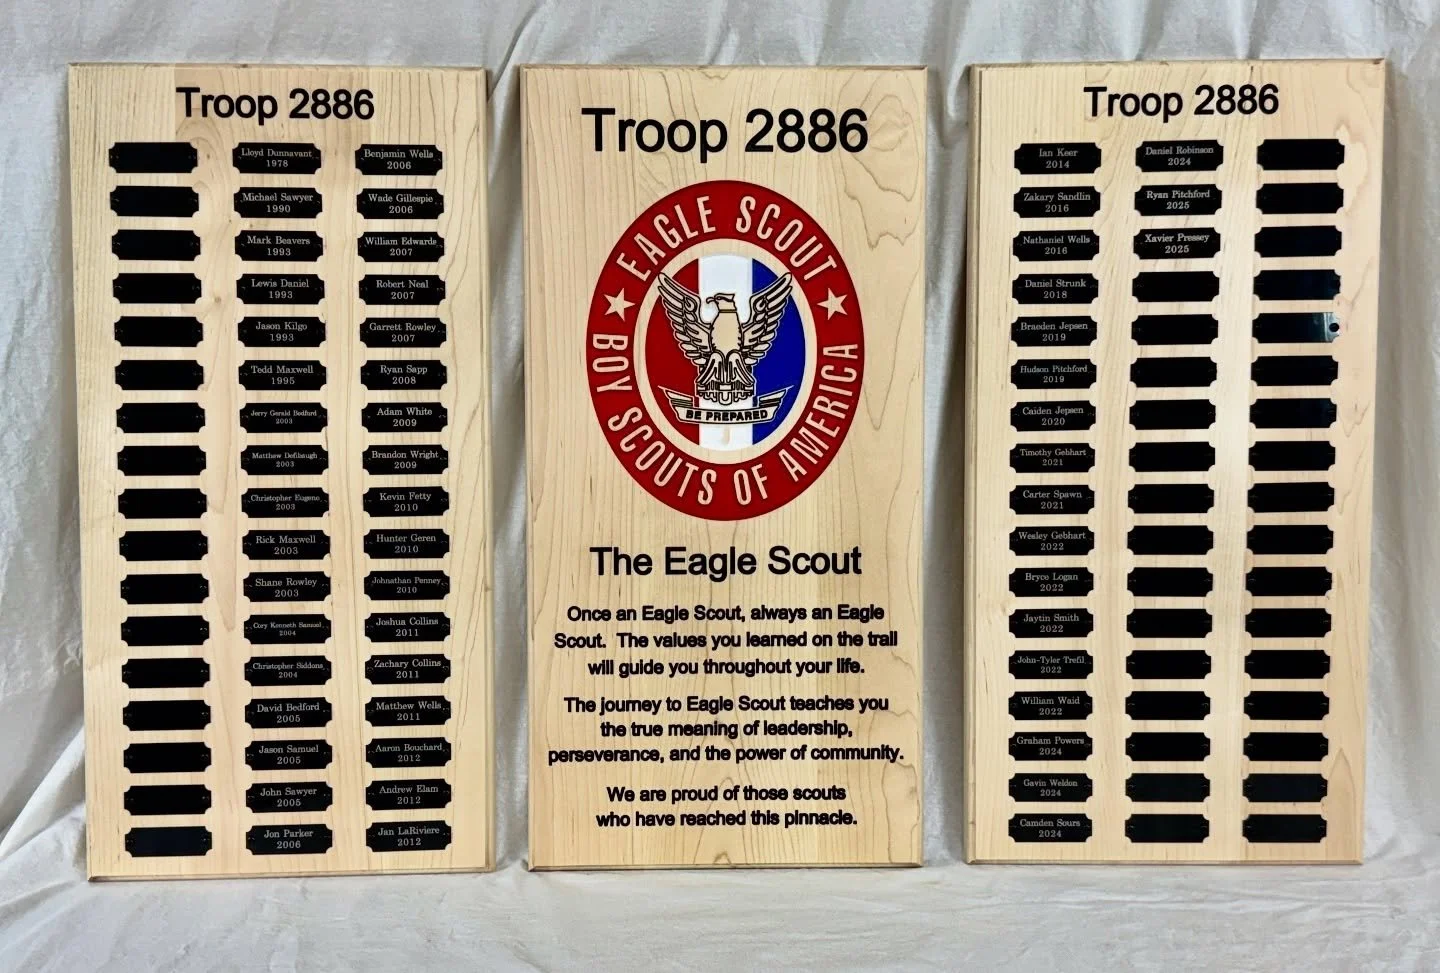 Troop 2886
Lloyd Dunnavant
1978
Michael Sawyer
1990
Mark Beavers
1993
Lewis Daniel
1993
Jason Kilgo
1993
Tedd Maxwell
1995
Jerry Gerald Bedford
2003
Matthew Defibaugh
2003
Christopher Eugene
2003
Rick Maxwell
2003
Shane Rowley
2003
Cory Kenneth Samuel
2004
Christopher Siddons
2004
David Bedford
2005
Jason Samuel
2005
John Sawyer
2005
Jon Parker
2006
Benjamin Wells
2006
Wade Gillespie
2006
William Edwards
2007
Robert Neal
2007
Garrett Rowley
2007
Ryan Sapp
2008
Adam White
2009
Brandon Wright
2009
Kevin Fetty
2010
Hunter Geren
2010
Johnathan Penney
2010
Joshua Collins
2011
Zachary Collins
2011
Matthew Wells
2011
Aaron Bouchard
2012
Andrew Elam
2012
Jan LaRiviere
2012
Troop 2886
EAGLE SCOUT
BOY SCOUTS OF AMERICA
BE PREPARED
The Eagle Scout
Once an Eagle Scout, always an Eagle
Scout. The values you learned on the trail
will guide you throughout your life.
The journey to Eagle Scout teaches you
the true meaning of leadership,
perseverance, and the power of community.
We are proud of those scouts
who have reached this pinnacle.
Troop 2886
Ian Keer
2014
Zakary Sandlin
2016
Nathaniel Wells
2016
Daniel Strunk
2018
Braeden Jepsen
2019
Hudson Pitchford
2019
Caiden Jepsen
2020
Timothy Gebhart
2021
Carter Spawn
2021
Wesley Gebhart
2022
Bryce Logan
2022
Jaytin Smith
2022
John-Tyler Trefil
2022
William Waid
2022
Graham Powers
2024
Gavin Weldon
2024
Camden Sours
2024
Daniel Robinson
2024
Ryan Pitchford
2025
Xavier Pressey
2025